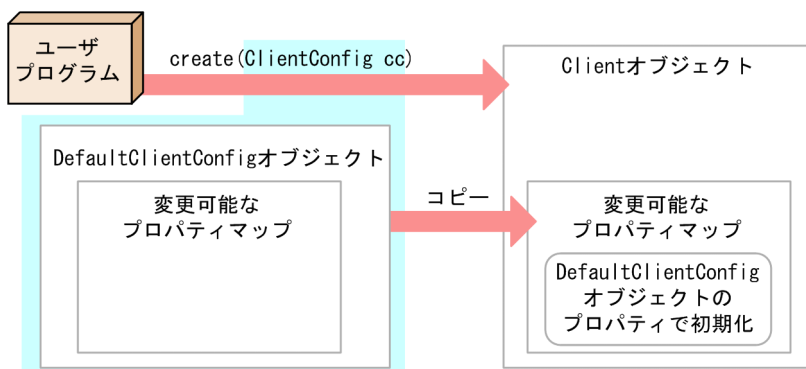 ユーザ
プログラム
create(ClientConfig cc)
Clientオブジェクト
DefaultClientConfigオブジェクト
変更可能な
プロパティマップ
コピー
変更可能な
プロパティマップ
DefaultClientConfig
オブジェクトの
プロパティで初期化